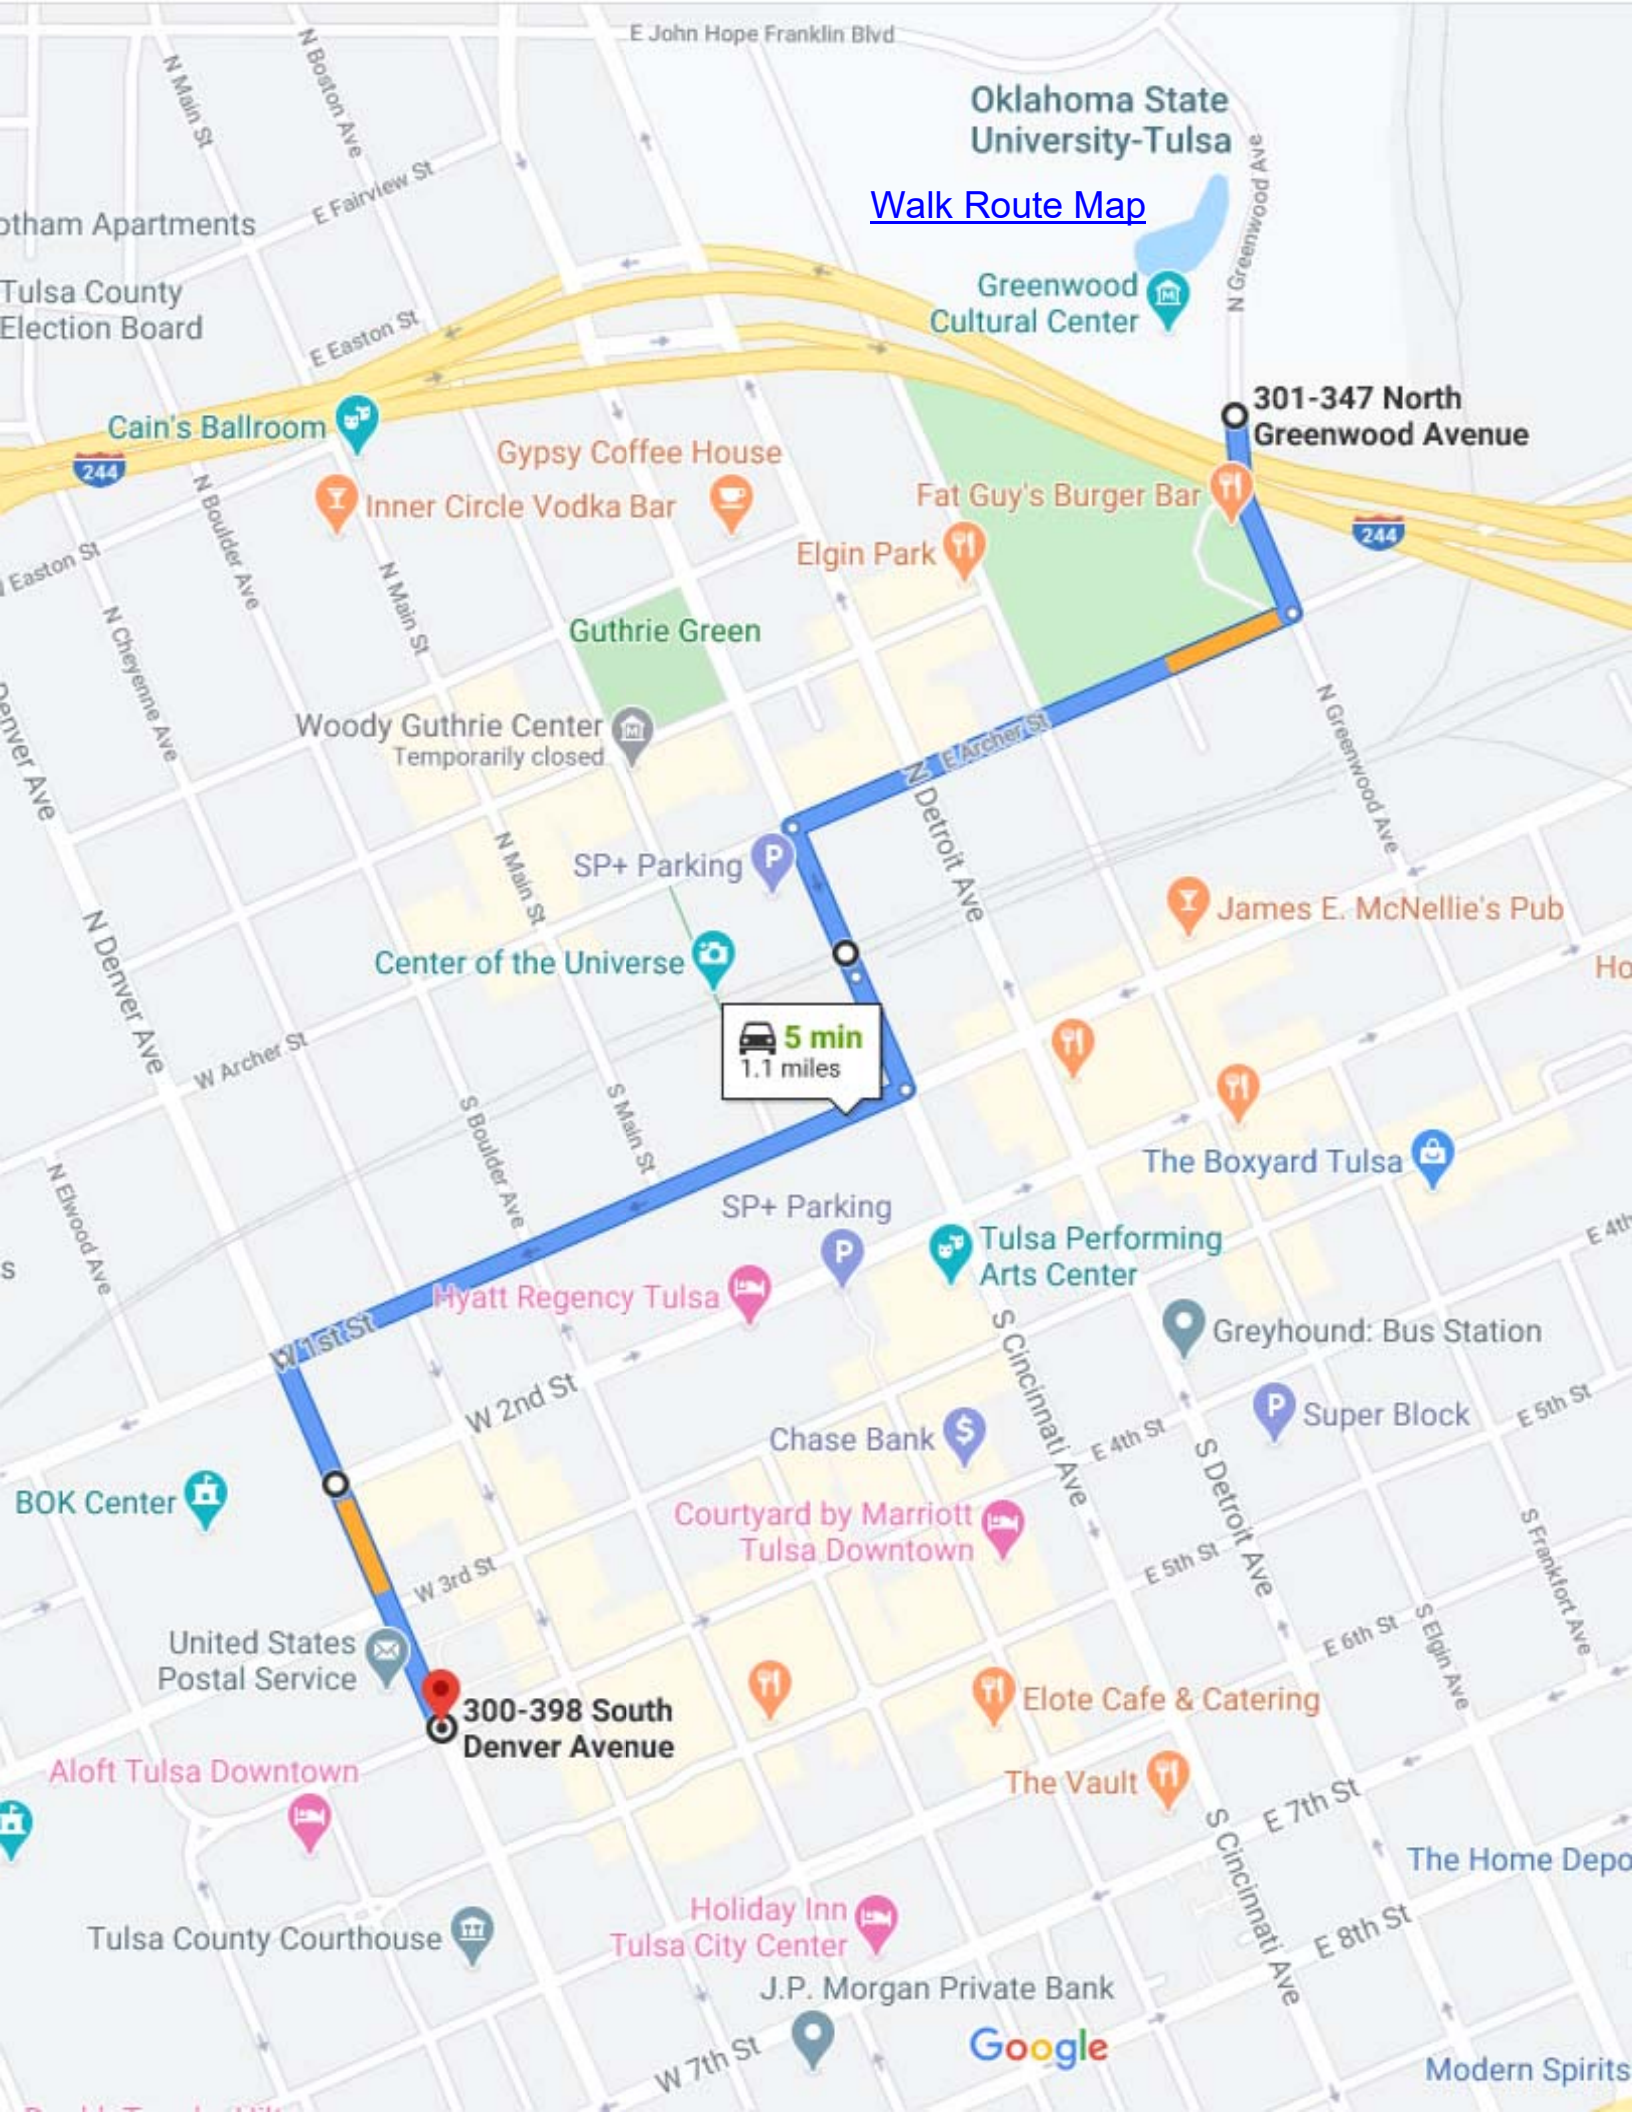 E John Hope Franklin Blvd
N Main St
N Boston Ave
Oklahoma State
University-Tulsa
N Greenwood Ave
Walk Route Map
E Fairview St
otham Apartments
Tulsa County
Election Board
Greenwood
Cultural Center
E Easton St
301-347 North
Greenwood Avenue
Cain's Ballroom
244
Gypsy Coffee House
Inner Circle Vodka Bar
Fat Guy's Burger Bar
244
Elgin Park
N Boulder Ave
Easton St
N Main St
N Cheyenne Ave
Guthrie Green
Denver Ave
N Greenwood Ave
Woody Guthrie Center
Temporarily closed
E Archer St
N Detroit Ave
N Main St
SP+ Parking
P
James E. McNellie's Pub
N Denver Ave
Center of the Universe
Ho
5 min
1.1 miles
W Archer St
S Boulder Ave
S Main St
N Elwood Ave
The Boxyard Tulsa
SP+ Parking
P
Tulsa Performing
Arts Center
E 4th
s
Hyatt Regency Tulsa
W 1st St
S Cincinnati Ave
Greyhound: Bus Station
W 2nd St
P
Super Block
E 5th St
Chase Bank
$
E 4th St
S Detroit Ave
BOK Center
Courtyard by Marriott
Tulsa Downtown
S Frankfort Ave
W 3rd St
E 5th St
S Elgin Ave
E 6th St
United States
Postal Service
300-398 South
Denver Avenue
Elote Cafe & Catering
Aloft Tulsa Downtown
The Vault
E 7th St
S Cincinnati Ave
The Home Depo
Holiday Inn
Tulsa City Center
Tulsa County Courthouse
E 8th St
J.P. Morgan Private Bank
Google
W 7th St
Modern Spirits